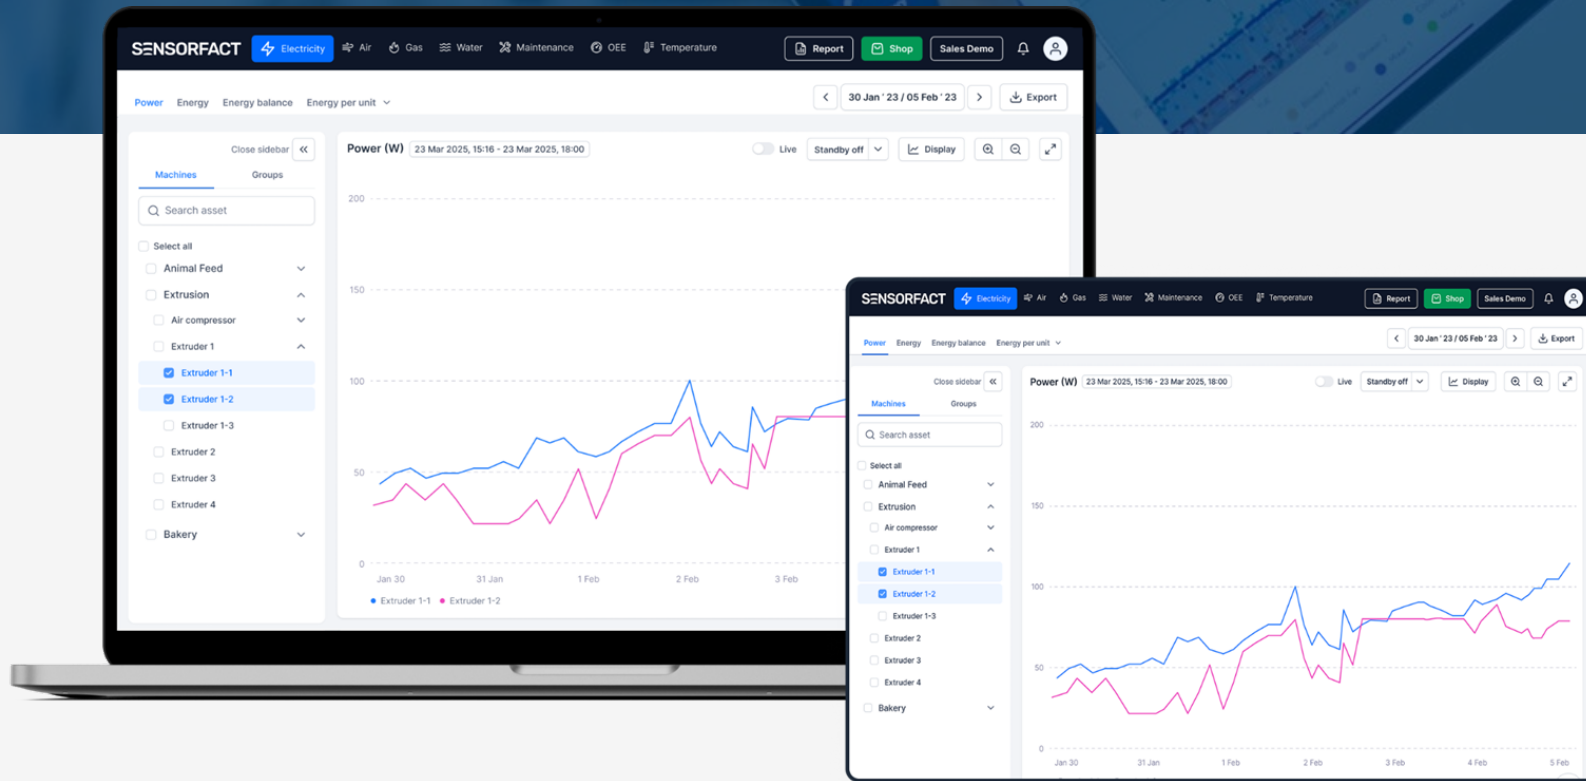 SENSORFACT Electricity Air Gas Water Maintenance OEE Temperature Report Shop Sales Demo
Power Energy Energy balance Energy per unit 30 Jan ' 23 / 05 Feb ' 23 Export
Close sidebar
Machines Groups
Search asset
Select all
Animal Feed
Extrusion
Air compressor
Extruder 1
Extruder 1-1
Extruder 1-2
Extruder 1-3
Extruder 2
Extruder 3
Extruder 4
Bakery
Power (W) 23 Mar 2025, 15:16 - 23 Mar 2025, 18:00 Live Standby off Display
200
150
100
50
0
Jan 30 31 Jan 1 Feb 2 Feb 3 Feb
Extruder 1-1 Extruder 1-2
SENSORFACT Electricity Air Gas Water Maintenance OEE Temperature Report Shop Sales Demo
Power Energy Energy balance Energy per unit 30 Jan ' 23 / 05 Feb ' 23 Export
Close sidebar
Machines Groups
Search asset
Select all
Animal Feed
Extrusion
Air compressor
Extruder 1
Extruder 1-1
Extruder 1-2
Extruder 1-3
Extruder 2
Extruder 3
Extruder 4
Bakery
Power (W) 23 Mar 2025, 15:16 - 23 Mar 2025, 18:00 Live Standby off Display
200
150
100
50
0
Jan 30 31 Jan 1 Feb 2 Feb 3 Feb 4 Feb 5 Feb